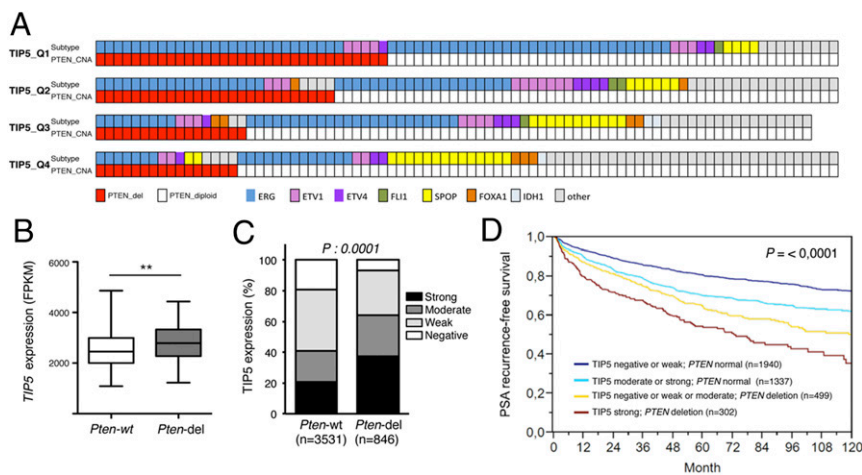 A
TIP5_Q1 Subtype
PTEN_CNA
TIP5_Q2 Subtype
PTEN_CNA
TIP5_Q3 Subtype
PTEN_CNA
TIP5_Q4 Subtype
PTEN_CNA
PTEN_del PTEN_diploid ERG ETV1 ETV4 FLI1 SPOP FOXA1 IDH1 other
B
TIP5 expression (FPKM)
6000
4000
2000
0
**
Pten-wt Pten-del
C
P : 0.0001
TIP5 expression (%)
100
80
60
40
20
0
Strong
Moderate
Weak
Negative
Pten-wt Pten-del
(n=3531) (n=846)
D
PSA recurrence-free survival
1,0
0,8
0,6
0,4
0,2
0,0
P = < 0,0001
TIP5 negative or weak; PTEN normal (n=1940)
TIP5 moderate or strong; PTEN normal (n=1337)
TIP5 negative or weak or moderate; PTEN deletion (n=499)
TIP5 strong; PTEN deletion (n=302)
0 12 24 36 48 60 72 84 96 108 120
Month